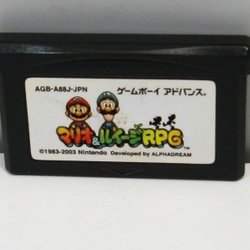 AGB-A88J-JPN ゲームボーイ アドバンス®
マリオ&ルイージRPG
©1983-2003 Nintendo Developed by ALPHADREAM